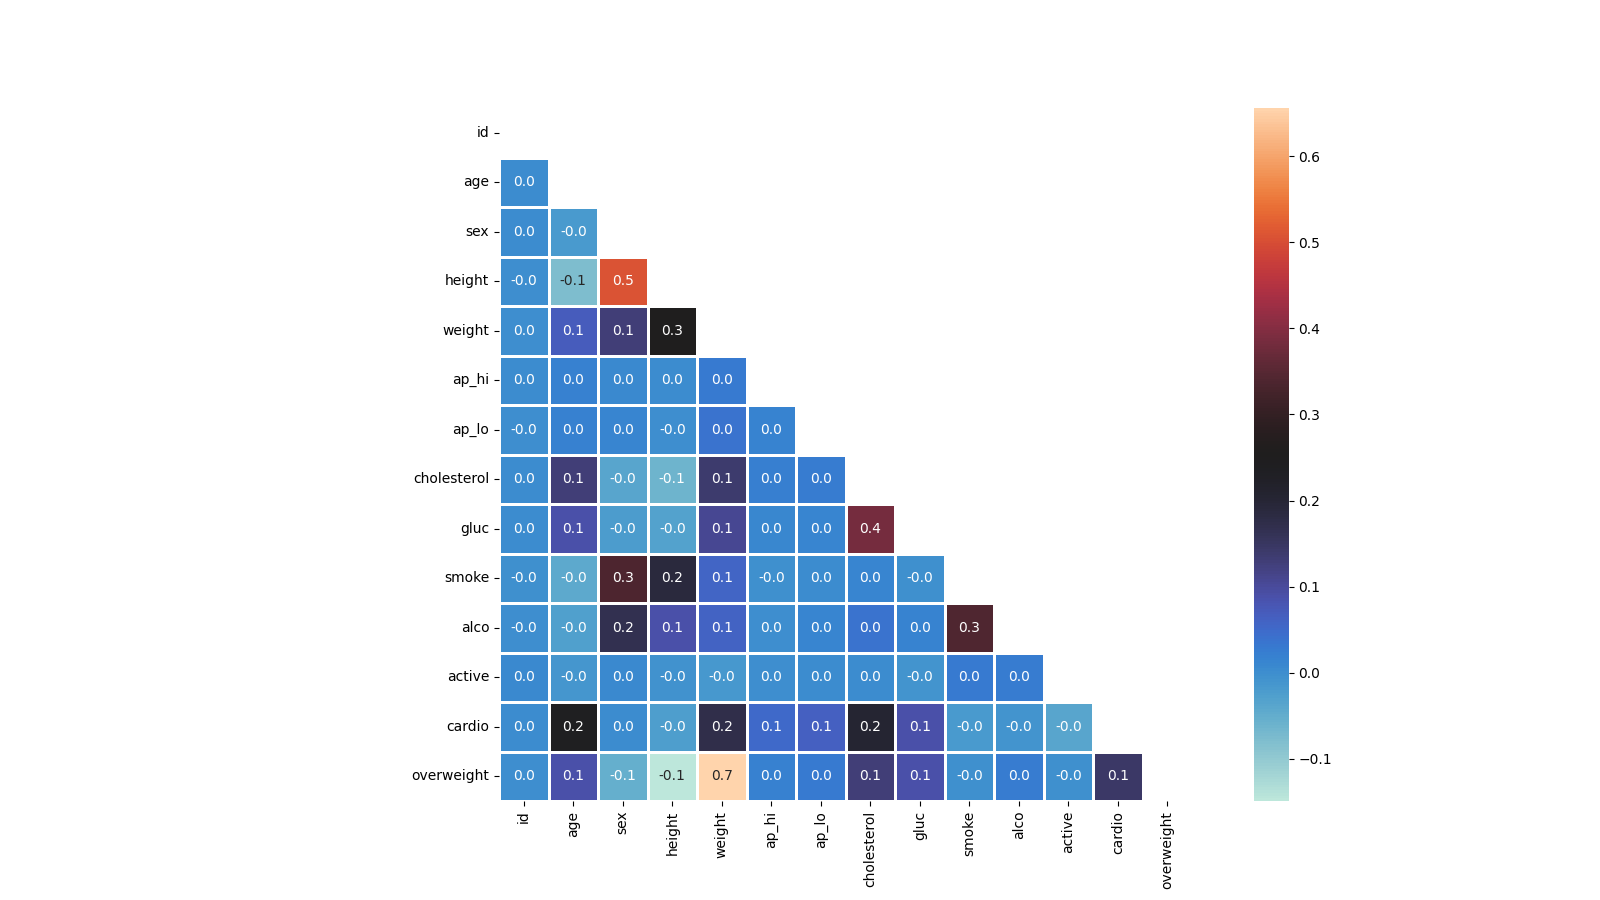 id
age 0.0
sex 0.0 -0.0
height -0.0 -0.1 0.5
weight 0.0 0.1 0.1 0.3
ap_hi 0.0 0.0 0.0 0.0 0.0
ap_lo -0.0 0.0 0.0 -0.0 0.0 0.0
cholesterol 0.0 0.1 -0.0 -0.1 0.1 0.0 0.0
gluc 0.0 0.1 -0.0 -0.0 0.1 0.0 0.0 0.4
smoke -0.0 -0.0 0.3 0.2 0.1 -0.0 0.0 0.0 -0.0
alco -0.0 -0.0 0.2 0.1 0.1 0.0 0.0 0.0 0.0 0.3
active 0.0 -0.0 0.0 -0.0 -0.0 0.0 0.0 0.0 -0.0 0.0 0.0
cardio 0.0 0.2 0.0 -0.0 0.2 0.1 0.1 0.2 0.1 -0.0 -0.0 -0.0
overweight 0.0 0.1 -0.1 -0.1 0.7 0.0 0.0 0.1 0.1 -0.0 0.0 -0.0 0.1
id age sex height weight ap_hi ap_lo cholesterol gluc smoke alco active cardio overweight
0.6
0.5
0.4
0.3
0.2
0.1
0.0
−0.1